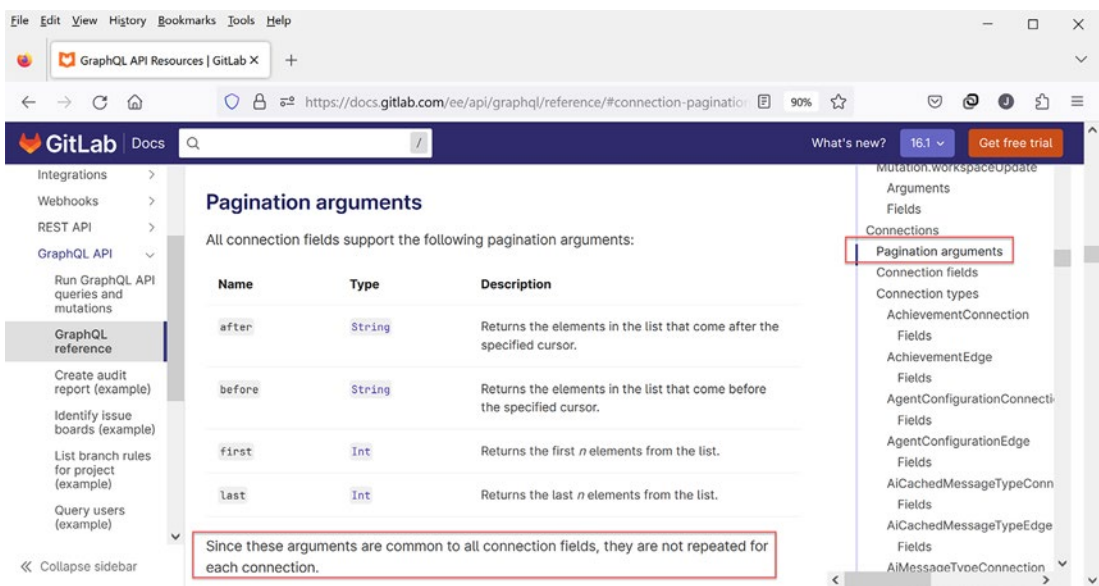 File Edit View History Bookmarks Tools Help
GraphQL API Resources | GitLab
https://docs.gitlab.com/ee/api/graphql/reference/#connection-pagination
90%
GitLab Docs
/
What's new?
16.1
Get free trial
Integrations
Webhooks
REST API
GraphQL API
Run GraphQL API
queries and
mutations
GraphQL
reference
Create audit
report (example)
Identify issue
boards (example)
List branch rules
for project
(example)
Query users
(example)
Collapse sidebar
Pagination arguments
All connection fields support the following pagination arguments:
Name Type Description
after String Returns the elements in the list that come after the
specified cursor.
before String Returns the elements in the list that come before
the specified cursor.
first Int Returns the first n elements from the list.
last Int Returns the last n elements from the list.
Since these arguments are common to all connection fields, they are not repeated for
each connection.
Mutation.workspaceUpdate
Arguments
Fields
Connections
Pagination arguments
Connection fields
Connection types
AchievementConnection
Fields
AchievementEdge
Fields
AgentConfigurationConnecti
Fields
AgentConfigurationEdge
Fields
AiCachedMessageTypeConn
Fields
AiCachedMessageTypeEdge
Fields
AiMessageTypeConnection